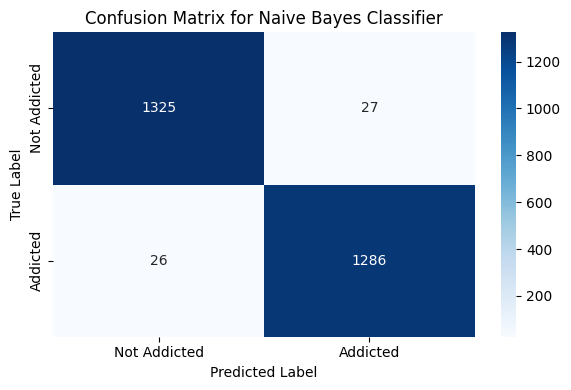 Confusion Matrix for Naive Bayes Classifier
True Label
Not Addicted
1325
27
Addicted
26
1286
Not Addicted
Addicted
Predicted Label
1200
1000
800
600
400
200